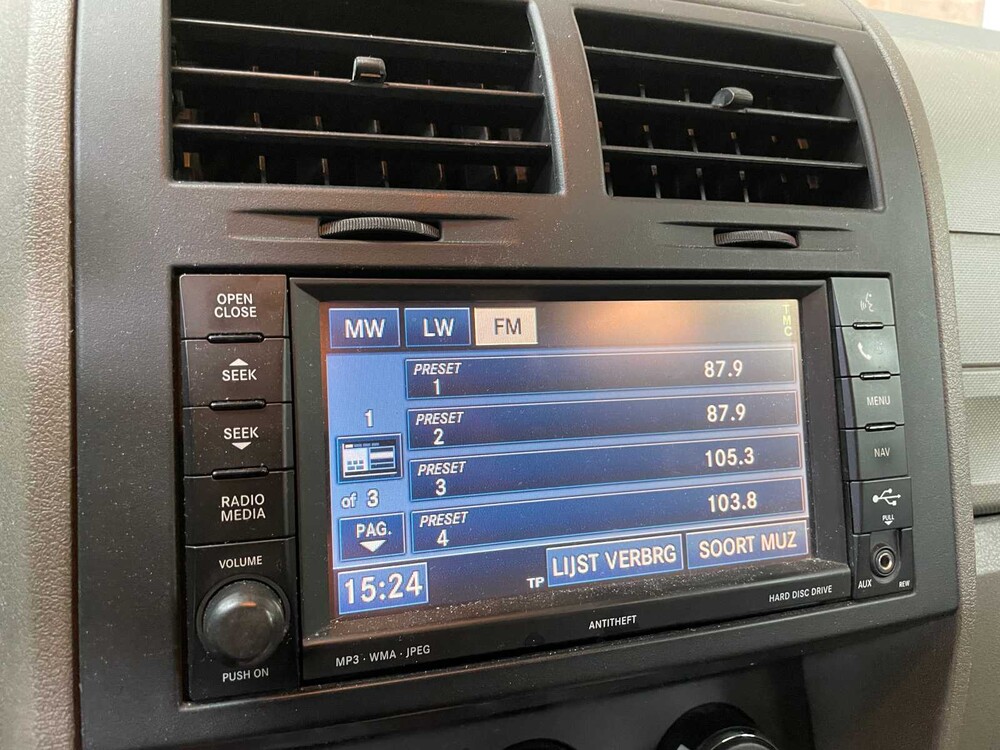 OPEN
CLOSE
SEEK
SEEK
RADIO
MEDIA
VOLUME
PUSH ON
MW LW FM
TMC
PRESET
1 87.9
PRESET
2 87.9
PRESET
3 105.3
PRESET
4 103.8
1
of 3
PAG.
15:24
TP
LIJST VERBRG
SOORT MUZ
MP3 · WMA · JPEG
ANTITHEFT
HARD DISC DRIVE
MENU
NAV
PULL
AUX
REW